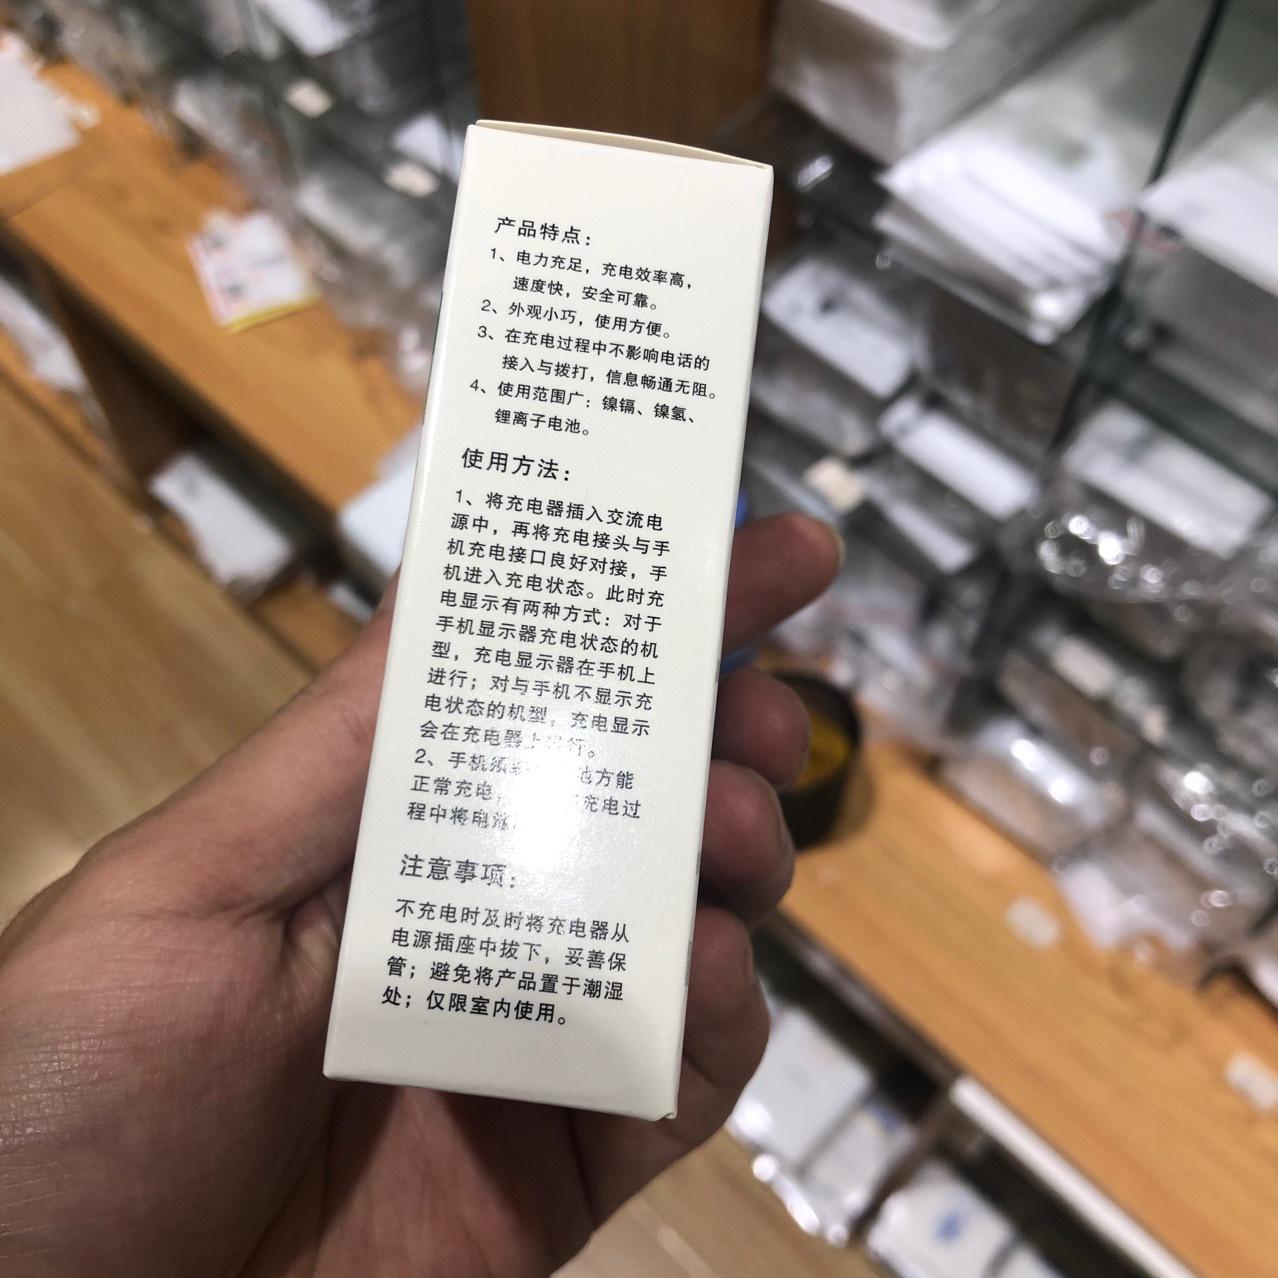 产品特点：
1、电力充足，充电效率高，
速度快，安全可靠。
2、外观小巧，使用方便。
3、在充电过程中不影响电话的
接入与拨打，信息畅通无阻。
4、使用范围广：镍镉、镍氢、
锂离子电池。
使用方法：
1、将充电器插入交流电
源中，再将充电接头与手
机充电接口良好对接，手
机进入充电状态。此时充
电显示有两种方式：对于
手机显示器充电状态的机
型，充电显示器在手机上
进行；对与手机不显示充
电状态的机型，充电显示
会在充电器上进行。
2、手机须 池方能
正常充电， 充电过
程中将电池
注意事项：
不充电时及时将充电器从
电源插座中拔下，妥善保
管；避免将产品置于潮湿
处；仅限室内使用。